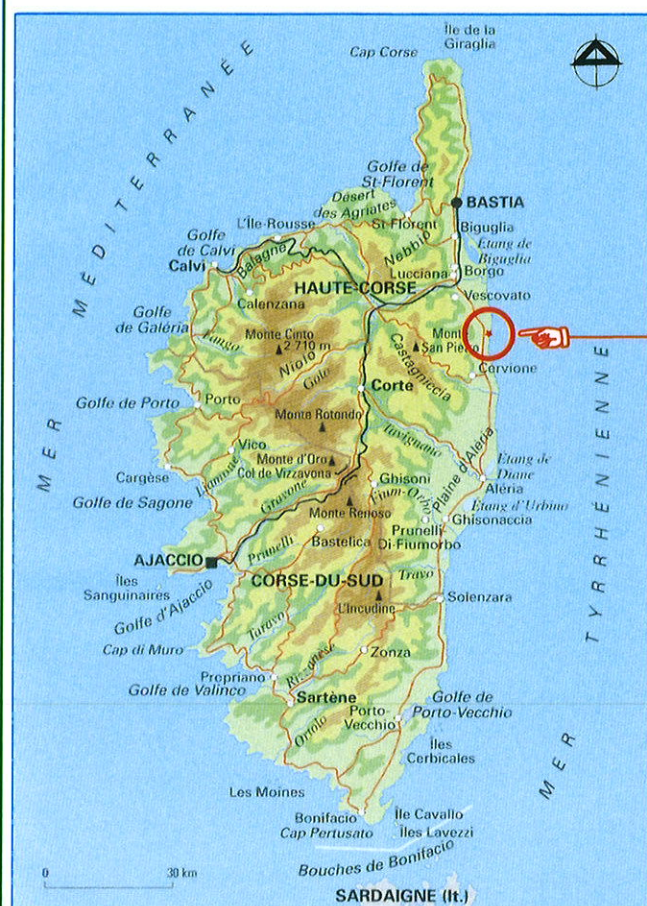 Île de la
Giraglia
Cap Corse
MER MÉDITERRANÉE
Golfe de
St-Florent
Désert
des Agriates
BASTIA
L'Île-Rousse
St-Florent
Biguglia
Golfe
de Calvi
Nebbio
Étang de
Biguglia
Balagne
Calvi
Lucciana
Borgo
HAUTE-CORSE
Vescovato
Calenzana
Golfe
de Galéria
Fango
Monte Cinto
2 710 m
Monte
San Pietro
Niolo
Castagniccia
Cervione
Golo
Corte
Golfe de Porto
Porto
Monte Rotondo
Tavignano
Vico
Plaine d'Aléria
Monte d'Oro
Étang de
Diane
Cargèse
Liamone
Col de Vizzavona
Ghisoni
Aléria
Gravone
Fium-Orbo
Étang d'Urbino
Golfe de Sagone
Monte Renoso
Ghisonaccia
Prunelli
Di-Fiumorbo
Bastelica
Prunelli
AJACCIO
Travo
CORSE-DU-SUD
Îles
Sanguinaires
L'Incudine
Solenzara
Golfe d'Ajaccio
Taravo
Cap di Muro
Zonza
Propriano
Golfe de Valinco
Sartène
Golfe de
Porto-Vecchio
Porto-
Vecchio
Ortolo
Îles
Cerbicales
MER TYRRHÉNIENNE
Les Moines
Bonifacio
Île Cavallo
Cap Pertusato
Îles Lavezzi
Bouches de Bonifacio
0 30 km
SARDAIGNE (It.)